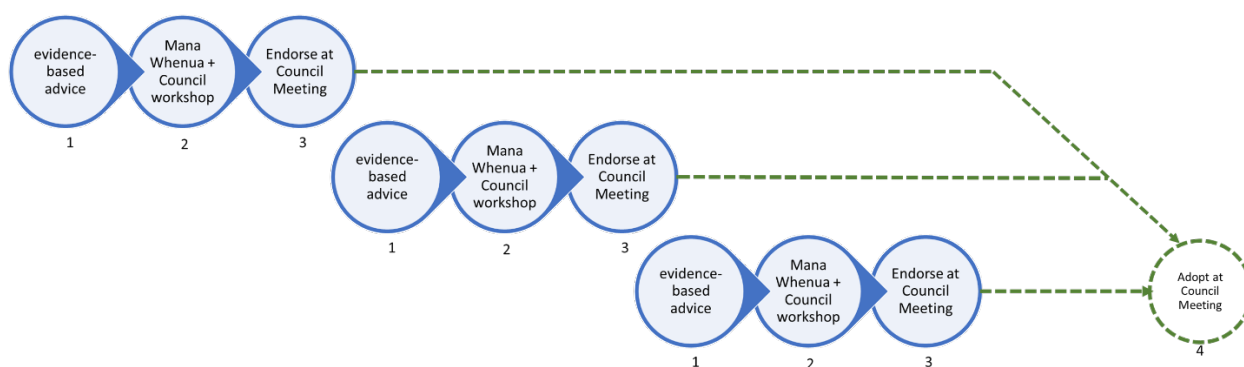 evidence-
based
advice
Mana
Whenua +
Council
workshop
Endorse at
Council
Meeting
1
2
3
evidence-
based
advice
Mana
Whenua +
Council
workshop
Endorse at
Council
Meeting
1
2
3
evidence-
based
advice
Mana
Whenua +
Council
workshop
Endorse at
Council
Meeting
1
2
3
Adopt at
Council
Meeting
4